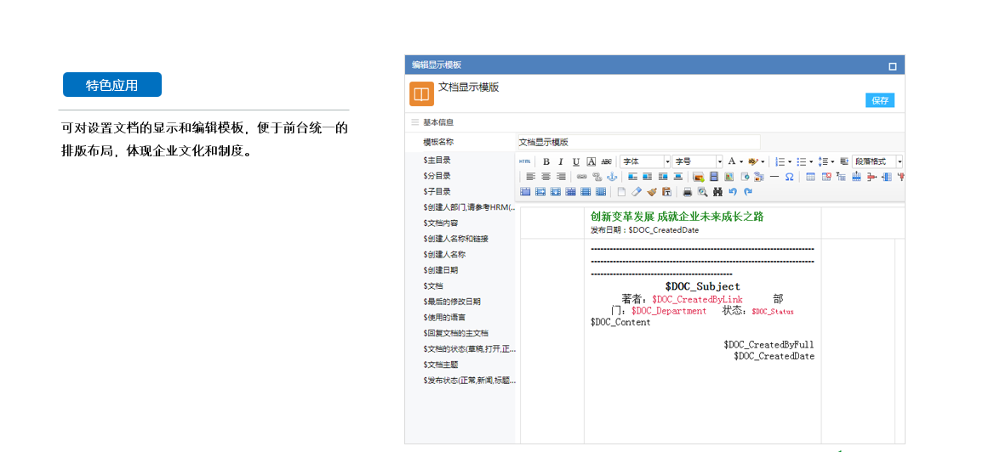 编辑显示模板
特色应用
文档显示模版
保存
可对设置文档的显示和编辑模板，便于前台统一的
排版布局，体现企业文化和制度。
基本信息
模板名称
文档显示模版
$主目录
HTML B I U A ABC 字体 字号 A 段落格式
$分目录
$子目录
$创建人部门,请参考HRM(..
创新变革发展 成就企业未来成长之路
$文档内容
发布日期：$DOC_CreatedDate
$创建人名称和链接
$创建人名称
$创建日期
$文档
$DOC_Subject
$最后的修改日期
著者：$DOC_CreatedByLink 部
门：$DOC_Department 状态：$DOC_Status
$使用的语言
$DOC_Content
$回复文档的主文档
$DOC_CreatedByFull
$文档的状态(草稿,打开,正...
$DOC_CreatedDate
$文档主题
$发布状态(正常,新闻,标题...